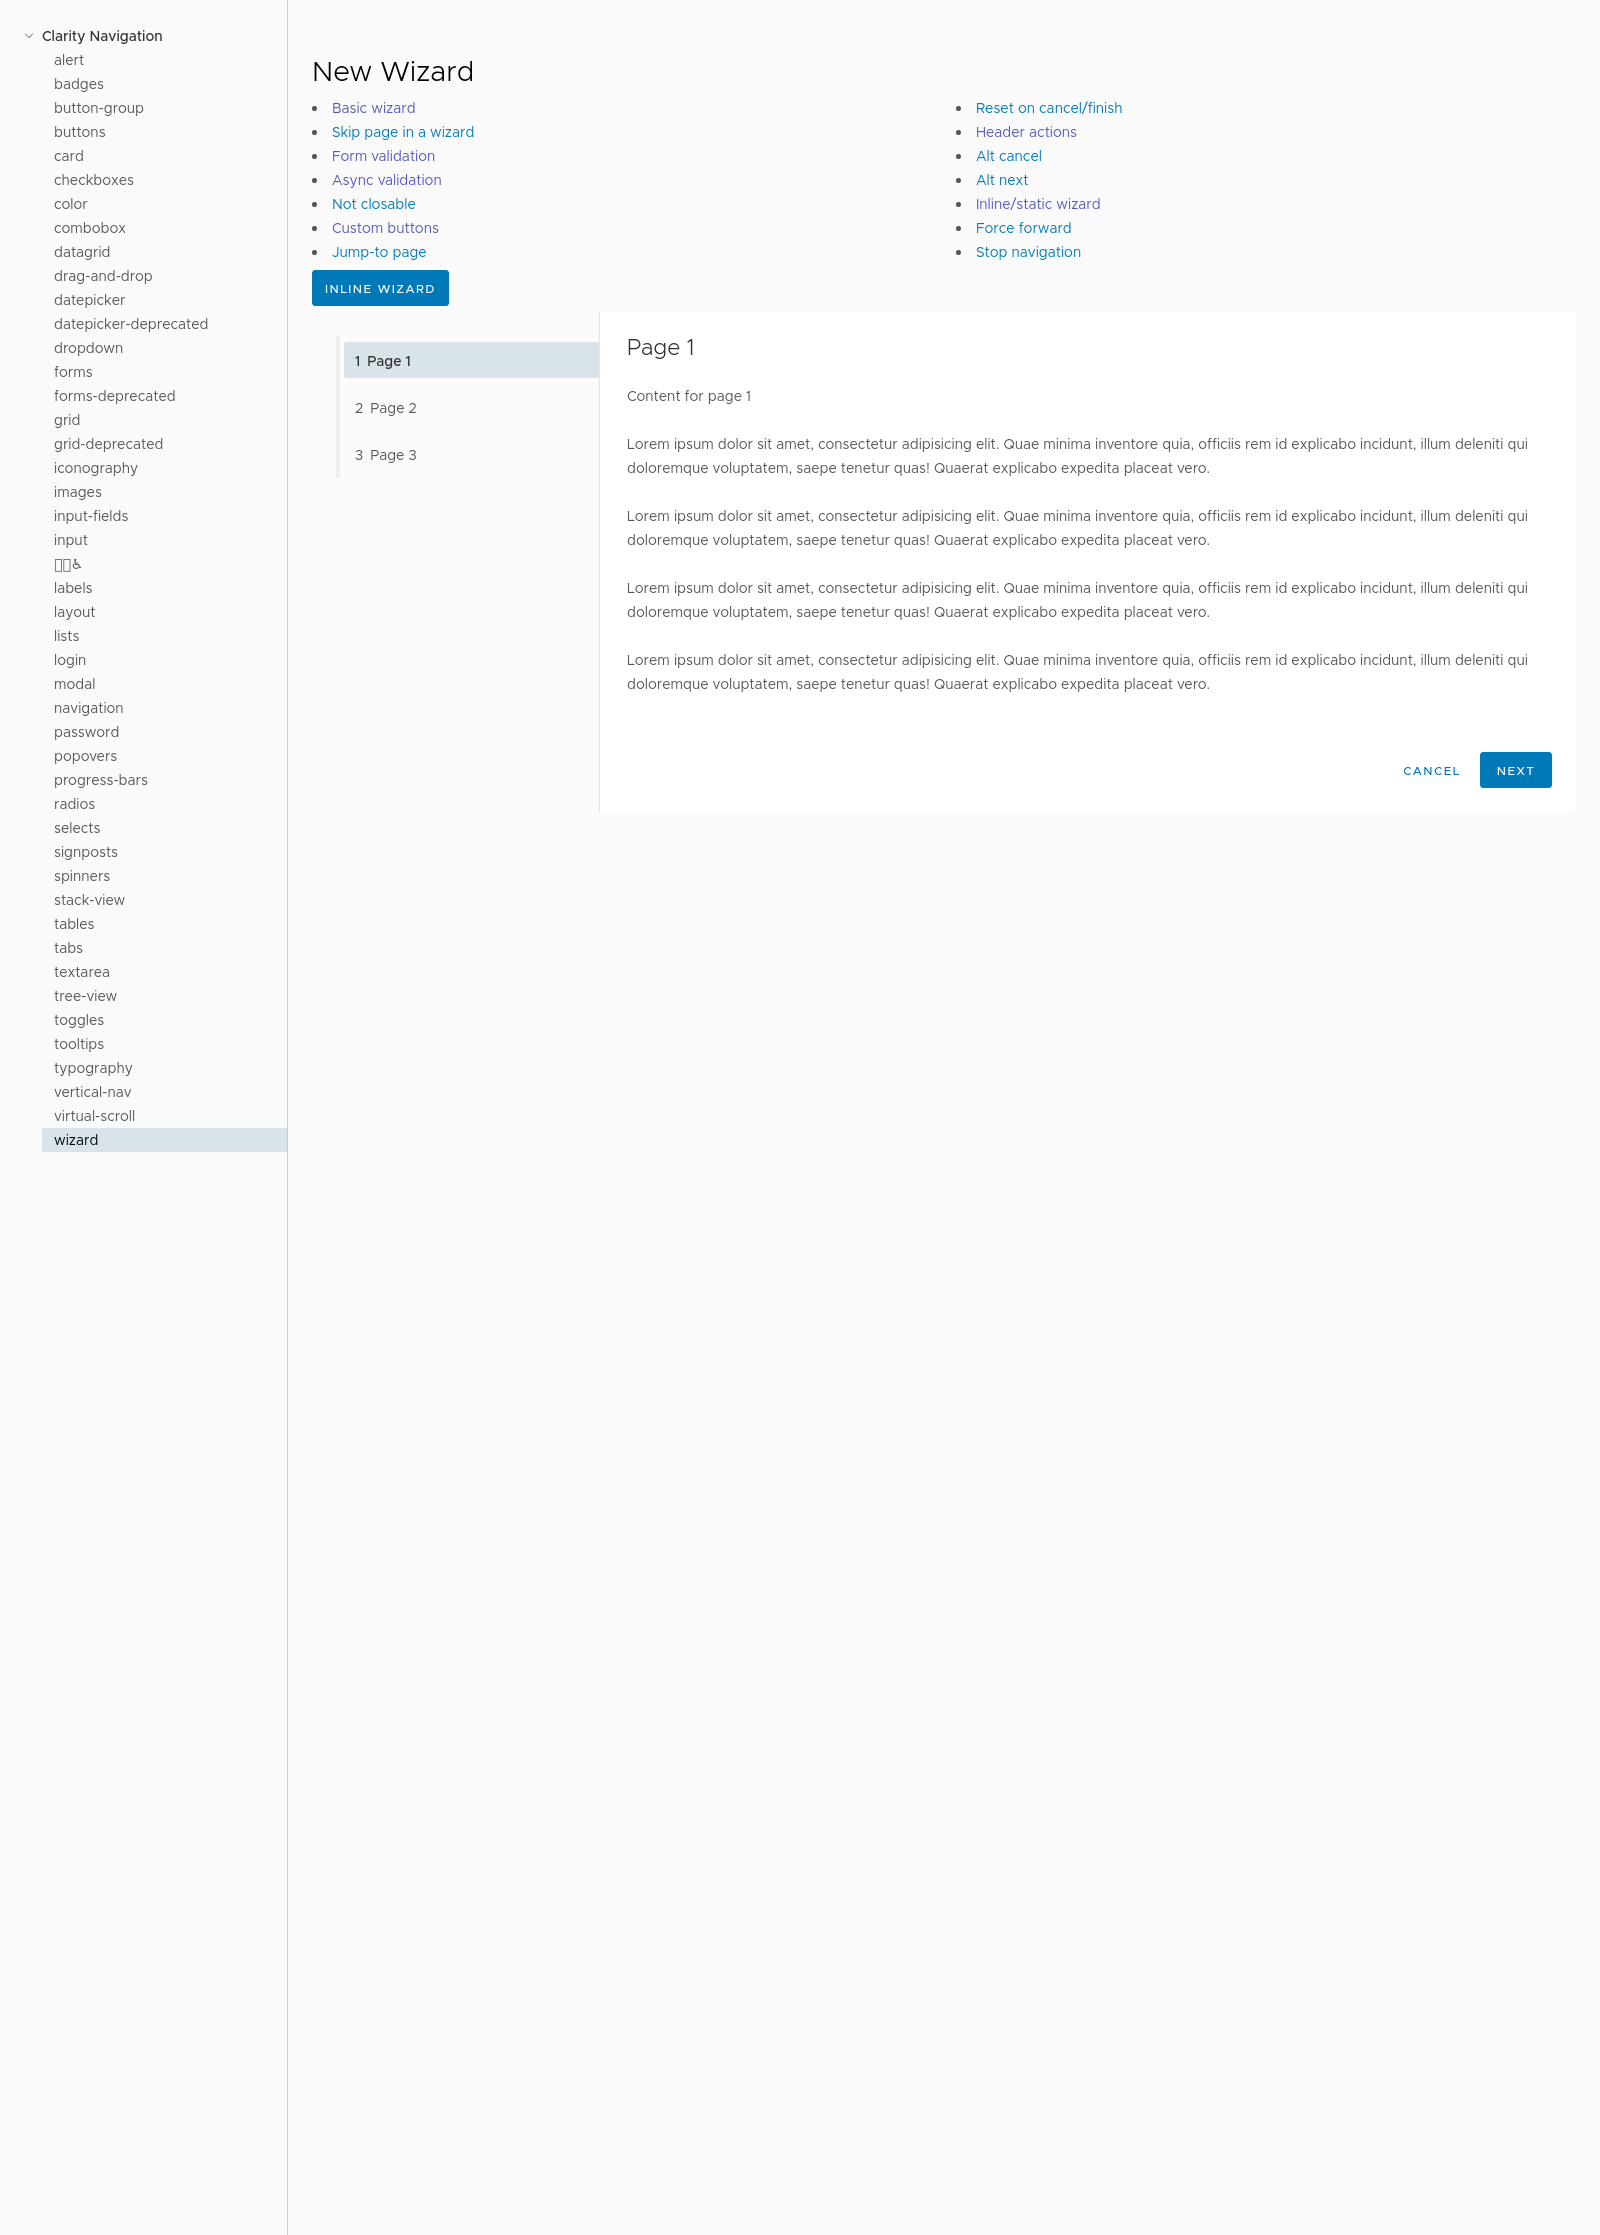 Clarity Navigation
alert
badges
button-group
buttons
card
checkboxes
color
combobox
datagrid
drag-and-drop
datepicker
datepicker-deprecated
dropdown
forms
forms-deprecated
grid
grid-deprecated
iconography
images
input-fields
input
♿
labels
layout
lists
login
modal
navigation
password
popovers
progress-bars
radios
selects
signposts
spinners
stack-view
tables
tabs
textarea
tree-view
toggles
tooltips
typography
vertical-nav
virtual-scroll
wizard
New Wizard
Basic wizard
Skip page in a wizard
Form validation
Async validation
Not closable
Custom buttons
Jump-to page
Reset on cancel/finish
Header actions
Alt cancel
Alt next
Inline/static wizard
Force forward
Stop navigation
INLINE WIZARD
1 Page 1
2 Page 2
3 Page 3
Page 1
Content for page 1
Lorem ipsum dolor sit amet, consectetur adipisicing elit. Quae minima inventore quia, officiis rem id explicabo incidunt, illum deleniti qui
doloremque voluptatem, saepe tenetur quas! Quaerat explicabo expedita placeat vero.
Lorem ipsum dolor sit amet, consectetur adipisicing elit. Quae minima inventore quia, officiis rem id explicabo incidunt, illum deleniti qui
doloremque voluptatem, saepe tenetur quas! Quaerat explicabo expedita placeat vero.
Lorem ipsum dolor sit amet, consectetur adipisicing elit. Quae minima inventore quia, officiis rem id explicabo incidunt, illum deleniti qui
doloremque voluptatem, saepe tenetur quas! Quaerat explicabo expedita placeat vero.
Lorem ipsum dolor sit amet, consectetur adipisicing elit. Quae minima inventore quia, officiis rem id explicabo incidunt, illum deleniti qui
doloremque voluptatem, saepe tenetur quas! Quaerat explicabo expedita placeat vero.
CANCEL
NEXT